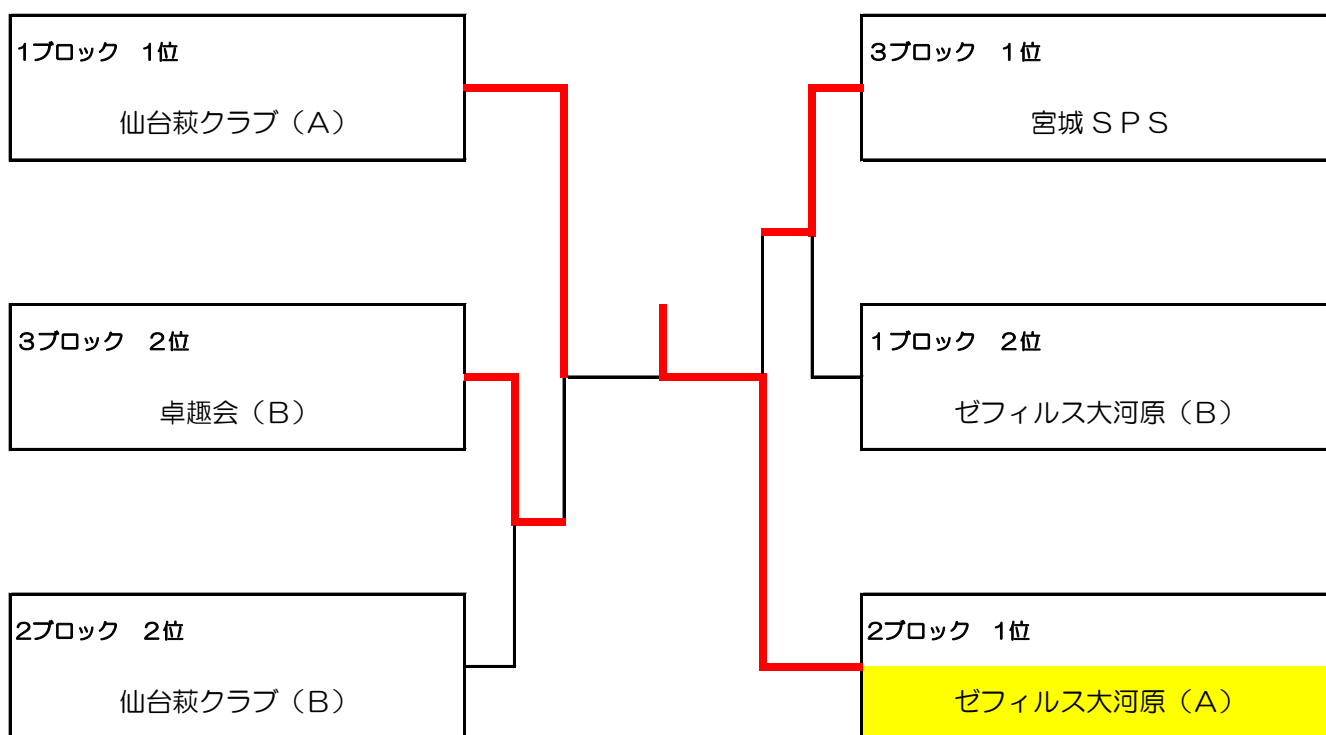 1ブロック　1位
仙台萩クラブ（A）
3ブロック　2位
卓趣会（B）
2ブロック　2位
仙台萩クラブ（B）
3ブロック　1位
宮城ＳＰＳ
1ブロック　2位
ゼフィルス大河原（B）
2ブロック　1位
ゼフィルス大河原（A）